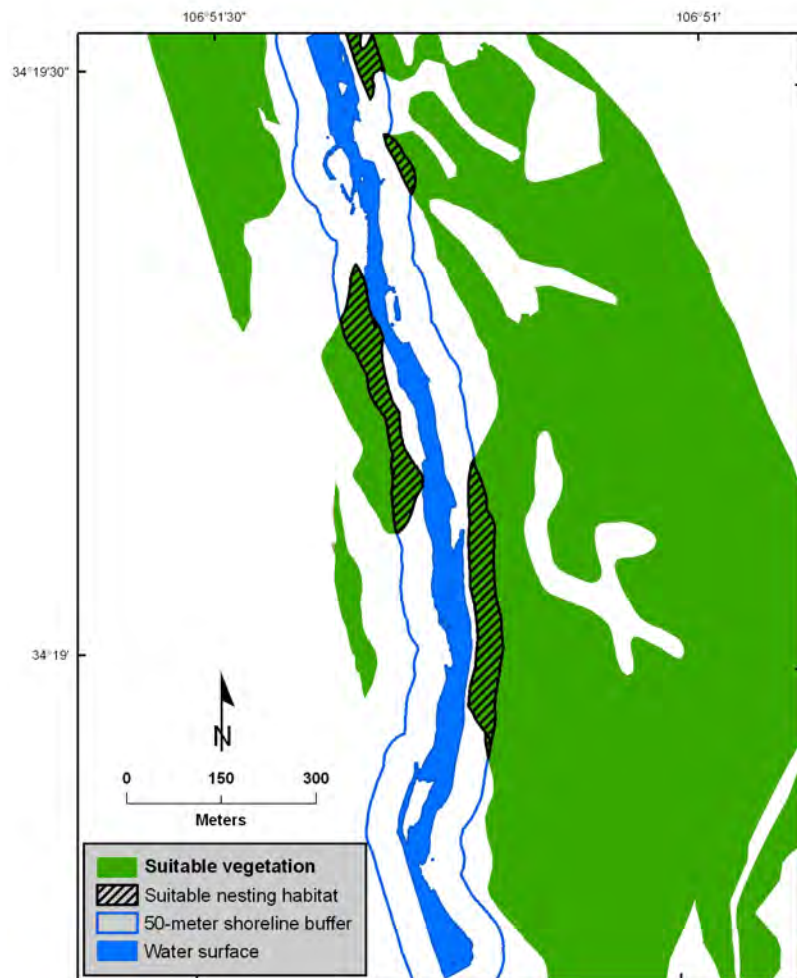 106°51'30"
106°51'
34°19'30"
34°19'
N
0 150 300
Meters
Suitable vegetation
Suitable nesting habitat
50-meter shoreline buffer
Water surface